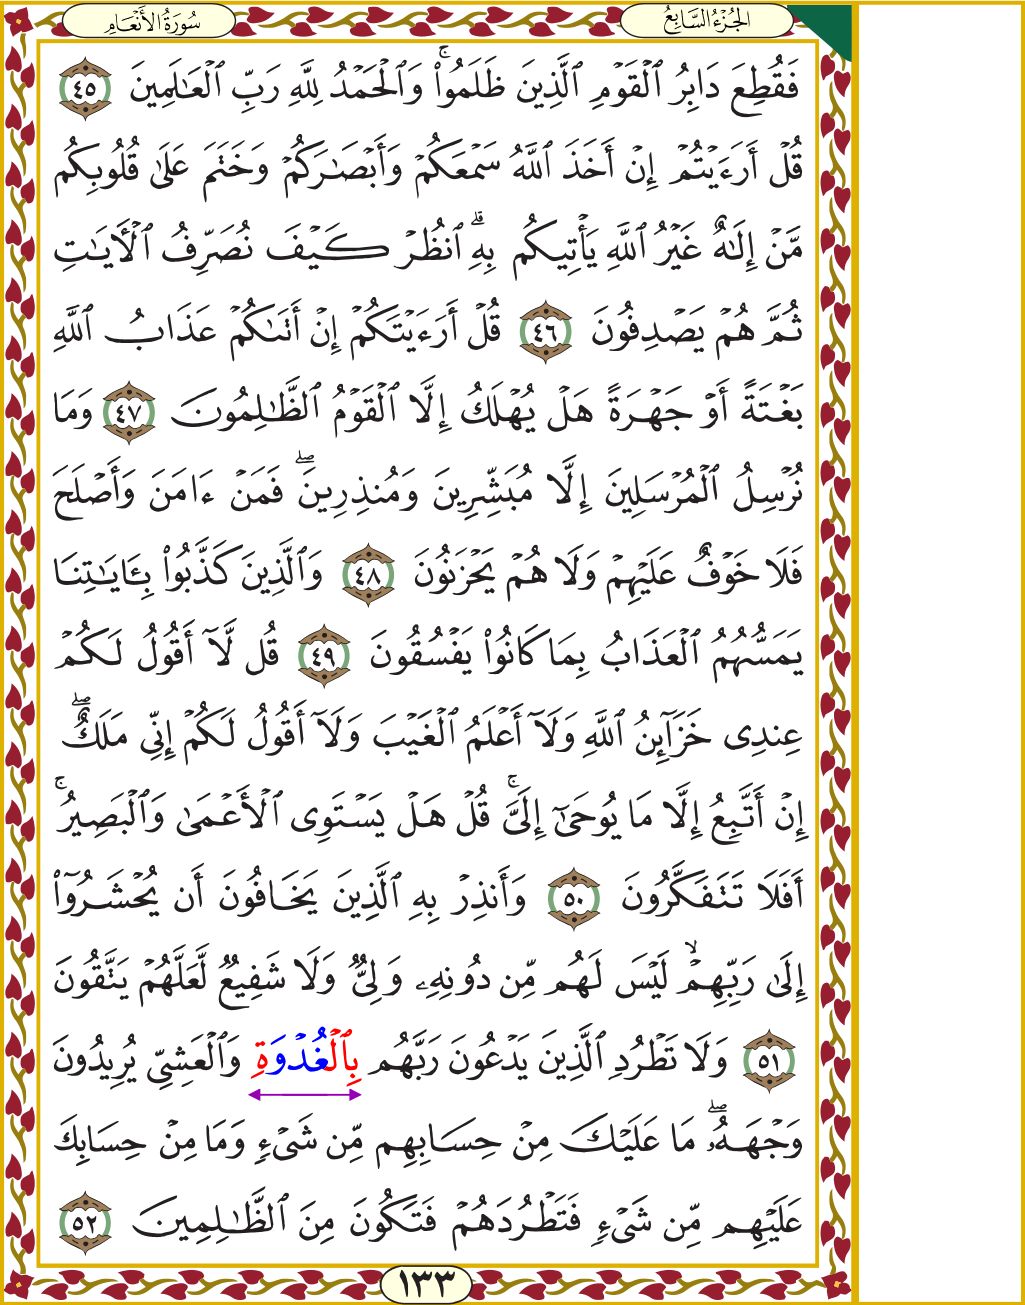 الجُزْءُ السَّابِعُ
سُورَةُ الأَنْعَامِ
فَقُطِعَ دَابِرُ ٱلْقَوْمِ ٱلَّذِينَ ظَلَمُوا۟ۚ وَٱلْحَمْدُ لِلَّهِ رَبِّ ٱلْعَـٰلَمِينَ ٤٥
قُلْ أَرَءَيْتُمْ إِنْ أَخَذَ ٱللَّهُ سَمْعَكُمْ وَأَبْصَـٰرَكُمْ وَخَتَمَ عَلَىٰ قُلُوبِكُم
مَّنْ إِلَـٰهٌ غَيْرُ ٱللَّهِ يَأْتِيكُم بِهِۗ ٱنظُرْ كَيْفَ نُصَرِّفُ ٱلْـَٔايَـٰتِ
ثُمَّ هُمْ يَصْدِفُونَ ٤٦ قُلْ أَرَءَيْتَكُمْ إِنْ أَتَىٰكُمْ عَذَابُ ٱللَّهِ
بَغْتَةً أَوْ جَهْرَةً هَلْ يُهْلَكُ إِلَّا ٱلْقَوْمُ ٱلظَّـٰلِمُونَ ٤٧ وَمَا
نُرْسِلُ ٱلْمُرْسَلِينَ إِلَّا مُبَشِّرِينَ وَمُنذِرِينَۖ فَمَنْ ءَامَنَ وَأَصْلَحَ
فَلَا خَوْفٌ عَلَيْهِمْ وَلَا هُمْ يَحْزَنُونَ ٤٨ وَٱلَّذِينَ كَذَّبُوا۟ بِـَٔايَـٰتِنَا
يَمَسُّهُمُ ٱلْعَذَابُ بِمَا كَانُوا۟ يَفْسُقُونَ ٤٩ قُل لَّآ أَقُولُ لَكُمْ
عِندِى خَزَآئِنُ ٱللَّهِ وَلَآ أَعْلَمُ ٱلْغَيْبَ وَلَآ أَقُولُ لَكُمْ إِنِّى مَلَكٌۖ
إِنْ أَتَّبِعُ إِلَّا مَا يُوحَىٰٓ إِلَىَّۚ قُلْ هَلْ يَسْتَوِى ٱلْأَعْمَىٰ وَٱلْبَصِيرُۚ
أَفَلَا تَتَفَكَّرُونَ ٥٠ وَأَنذِرْ بِهِ ٱلَّذِينَ يَخَافُونَ أَن يُحْشَرُوٓا۟
إِلَىٰ رَبِّهِمْۙ لَيْسَ لَهُم مِّن دُونِهِۦ وَلِىٌّ وَلَا شَفِيعٌ لَّعَلَّهُمْ يَتَّقُونَ
٥١ وَلَا تَطْرُدِ ٱلَّذِينَ يَدْعُونَ رَبَّهُم بِٱلْغُدْوَةِ وَٱلْعَشِىِّ يُرِيدُونَ
وَجْهَهُۥۖ مَا عَلَيْكَ مِنْ حِسَابِهِم مِّن شَىْءٍ وَمَا مِنْ حِسَابِكَ
عَلَيْهِم مِّن شَىْءٍ فَتَطْرُدَهُمْ فَتَكُونَ مِنَ ٱلظَّـٰلِمِينَ ٥٢
١٣٣